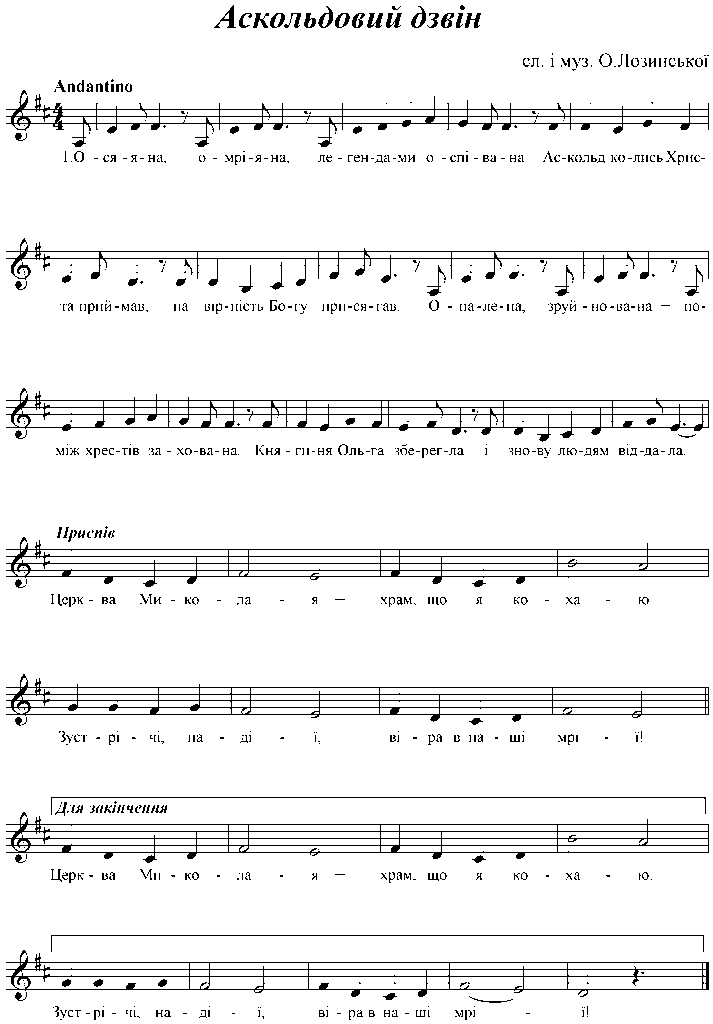 Аскольдовий дзвін
сл. і муз. О.Лозинської
Andantino
1.О - ся - я - на, о - мрі-я-на, ле - ген-да-ми о-спі - ва - на Ас-кольд ко-лись Хрис-
та прий-мав, на вір-ність Бо-гу при-ся-гав. О - па-ле-на, зруй-но-ва-на – по-
між хрес-тів за-хо-ва-на. Кня-ги-ня Оль-га збе-рег-ла і зно-ву лю-дям від-да-ла.
Приспів
Церк - ва Ми - ко - ла - я – храм, що я ко - ха - ю
Зуст - рі - чі, на - ді - ї, ві - ра в на - ші мрі - ї!
Для закінчення
Церк - ва Ми - ко - ла - я – храм, що я ко - ха - ю.
Зуст - рі - чі, на - ді - ї, ві - ра в на - ші мрі - ї!